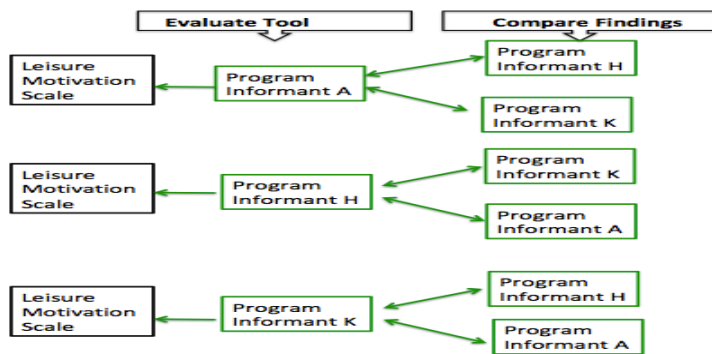 Evaluate Tool
Compare Findings
Leisure
Motivation
Scale
Program
Informant A
Program
Informant H
Program
Informant K
Leisure
Motivation
Scale
Program
Informant H
Program
Informant K
Program
Informant A
Leisure
Motivation
Scale
Program
Informant K
Program
Informant H
Program
Informant A